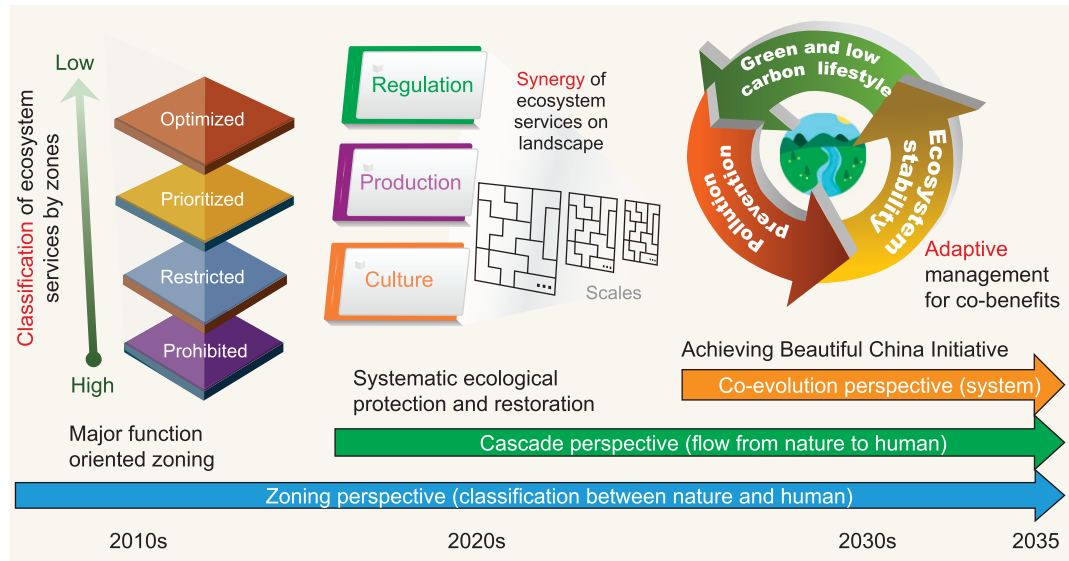 Classification of ecosystem
services by zones
Low
High
Optimized
Prioritized
Restricted
Prohibited
Major function
oriented zoning
Regulation
Production
Culture
Synergy of
ecosystem
services on
landscape
Scales
Systematic ecological
protection and restoration
Green and low
carbon lifestyle
Ecosystem
stability
Pollution
prevention
Adaptive
management
for co-benefits
Achieving Beautiful China Initiative
Co-evolution perspective (system)
Cascade perspective (flow from nature to human)
Zoning perspective (classification between nature and human)
2010s
2020s
2030s
2035